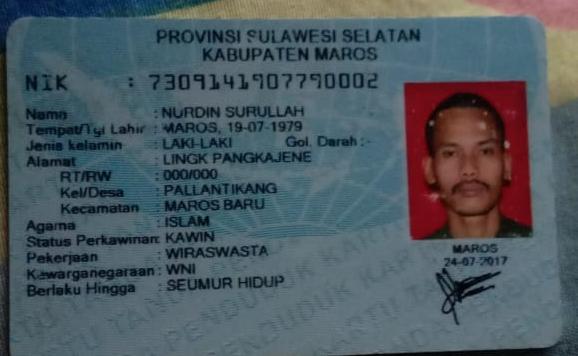 PROVINSI SULAWESI SELATAN
KABUPATEN MAROS
NIK : 7309141907790002
Nama : NURDIN SURULLAH
Tempat/Tgl Lahir : MAROS, 19-07-1979
Jenis kelamin : LAKI-LAKI Gol. Darah : -
Alamat : LINGK PANGKAJENE
RT/RW : 000/000
Kel/Desa : PALLANTIKANG
Kecamatan : MAROS BARU
Agama : ISLAM
Status Perkawinan: KAWIN
Pekerjaan : WIRASWASTA
Kewarganegaraan : WNI
Berlaku Hingga : SEUMUR HIDUP
MAROS
24-07-2017